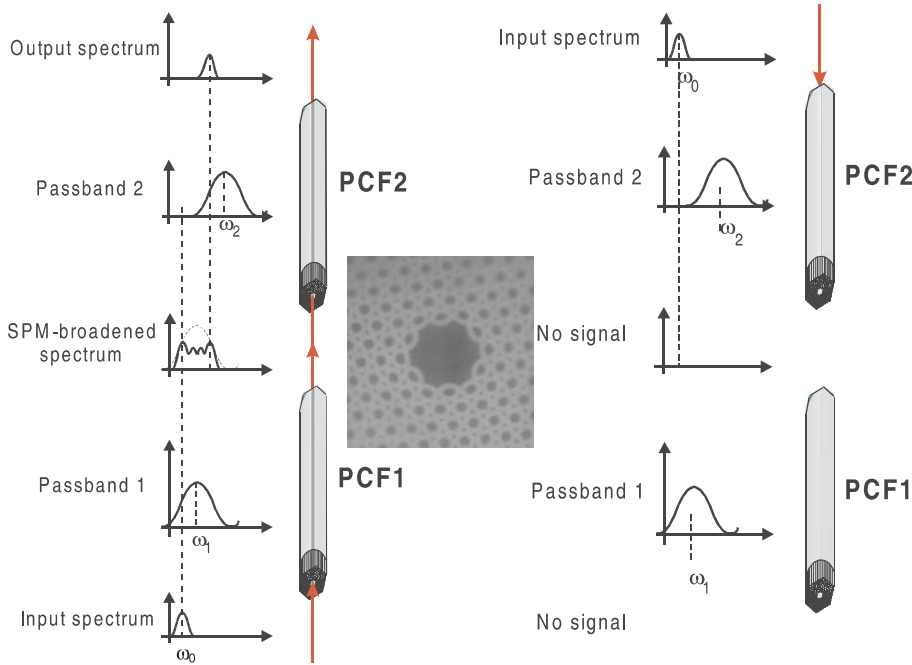 Output spectrum
Passband 2
ω2
PCF2
SPM-broadened
spectrum
Passband 1
ω1
PCF1
Input spectrum
ω0
Input spectrum
ω0
Passband 2
ω2
PCF2
No signal
Passband 1
ω1
PCF1
No signal